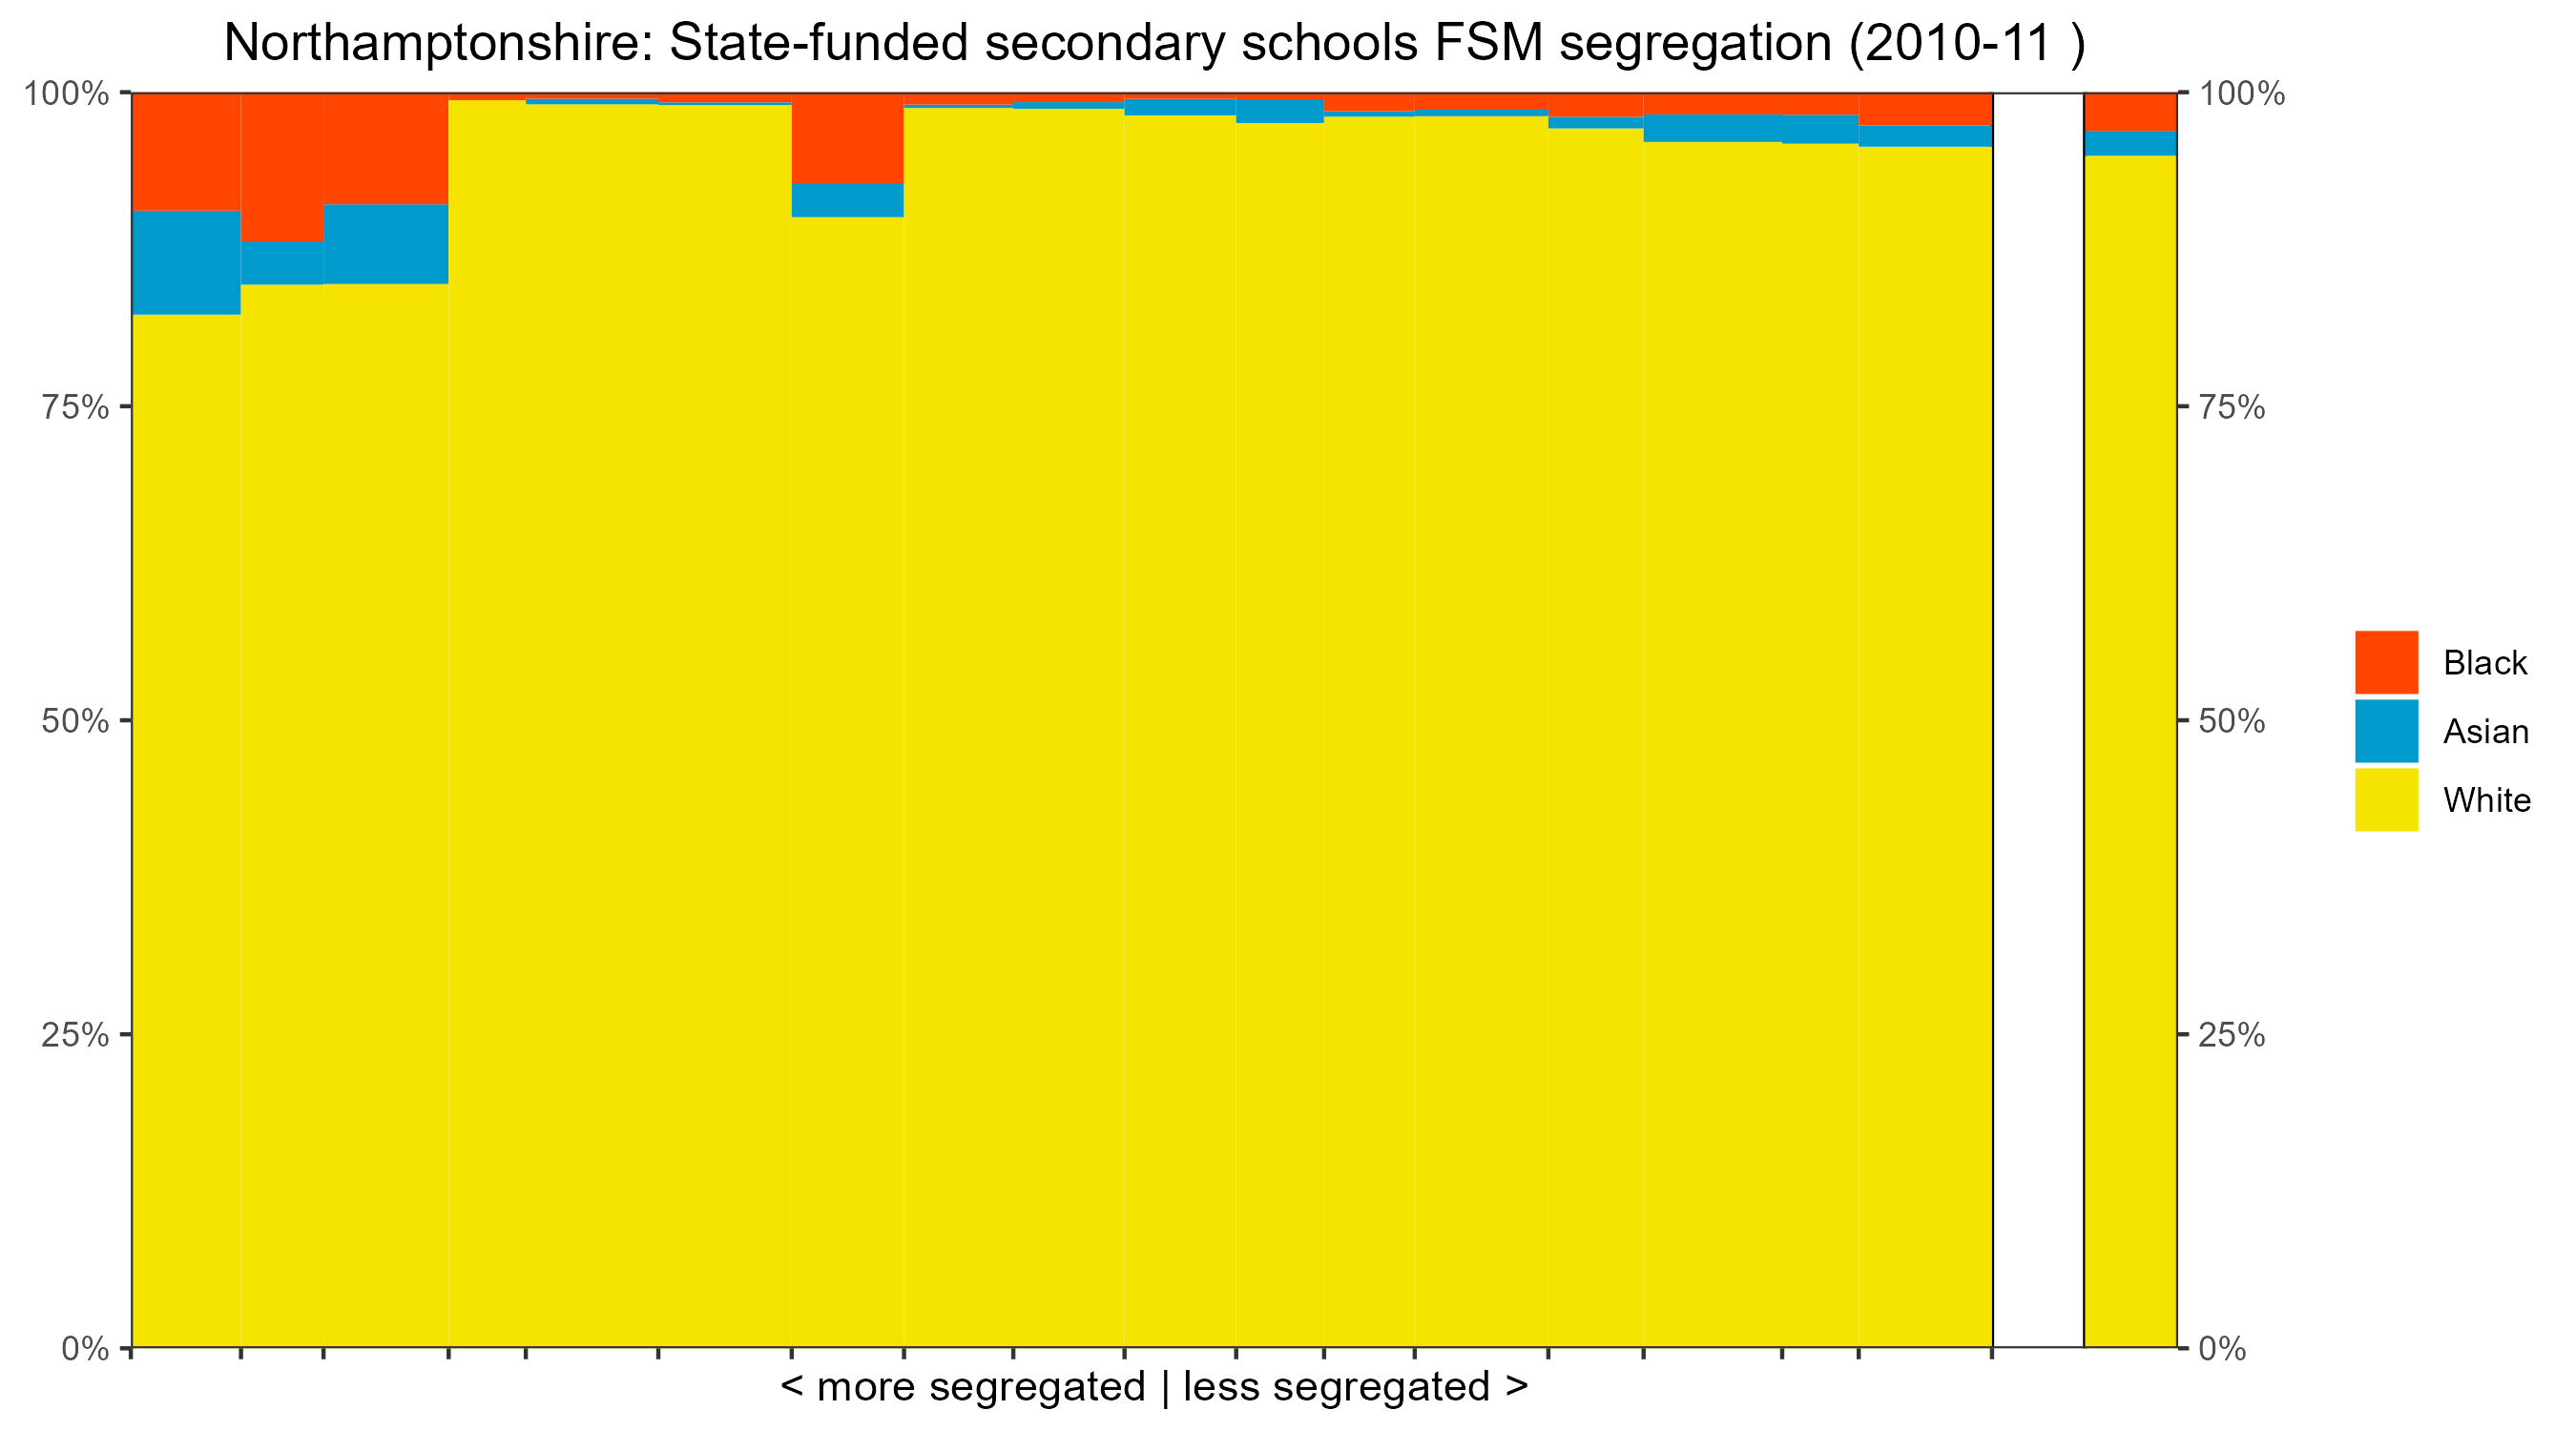 Northamptonshire: State-funded secondary schools FSM segregation (2010-11 )
100%
100%
75%
75%
50%
50%
25%
25%
0%
0%
Black
Asian
White
< more segregated | less segregated >